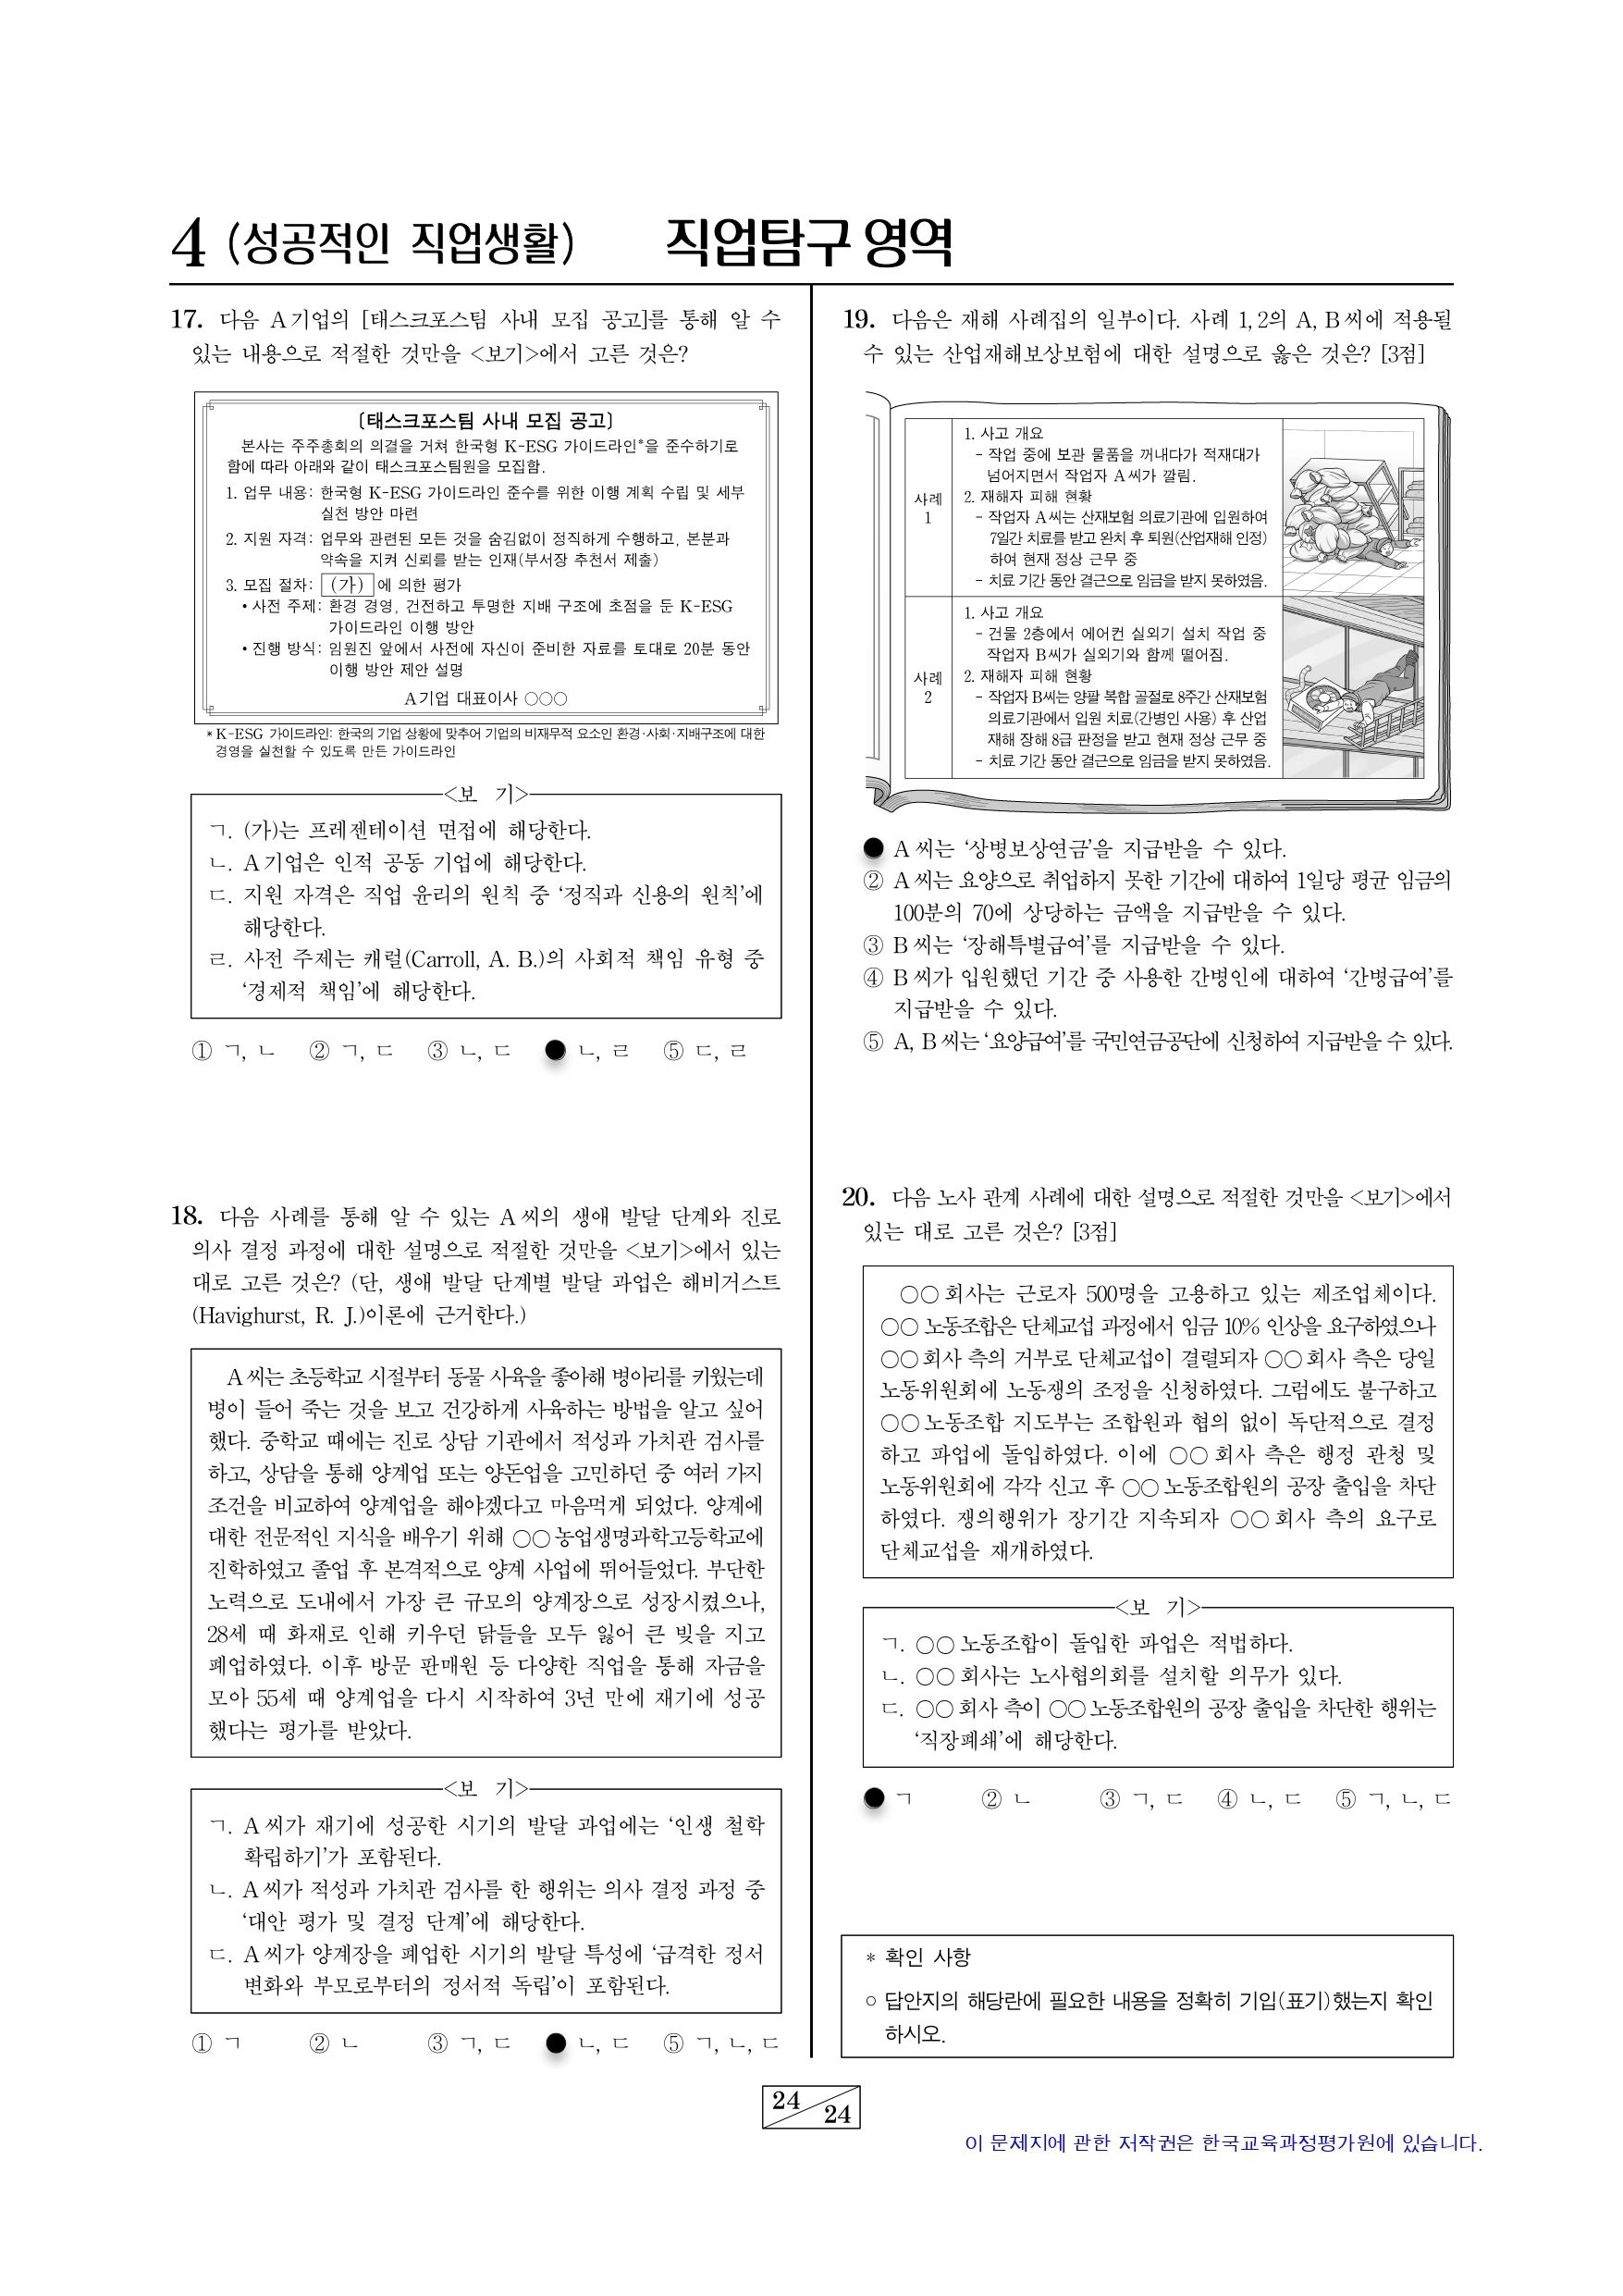 4 (성공적인 직업생활) 직업탐구 영역
17. 다음 A기업의 [태스크포스팀 사내 모집 공고]를 통해 알 수
있는 내용으로 적절한 것만을 <보기>에서 고른 것은?
[태스크포스팀 사내 모집 공고]
본사는 주주총회의 의결을 거쳐 한국형 K-ESG 가이드라인*을 준수하기로
함에 따라 아래와 같이 태스크포스팀원을 모집함.
1. 업무 내용: 한국형 K-ESG 가이드라인 준수를 위한 이행 계획 수립 및 세부
실천 방안 마련
2. 지원 자격: 업무와 관련된 모든 것을 숨김없이 정직하게 수행하고, 본분과
약속을 지켜 신뢰를 받는 인재(부서장 추천서 제출)
3. 모집 절차: (가) 에 의한 평가
• 사전 주제: 환경 경영, 건전하고 투명한 지배 구조에 초점을 둔 K-ESG
가이드라인 이행 방안
• 진행 방식: 임원진 앞에서 사전에 자신이 준비한 자료를 토대로 20분 동안
이행 방안 제안 설명
A기업 대표이사 ○○○
* K-ESG 가이드라인: 한국의 기업 상황에 맞추어 기업의 비재무적 요소인 환경·사회·지배구조에 대한
경영을 실천할 수 있도록 만든 가이드라인
<보 기>
ㄱ. (가)는 프레젠테이션 면접에 해당한다.
ㄴ. A기업은 인적 공동 기업에 해당한다.
ㄷ. 지원 자격은 직업 윤리의 원칙 중 ‘정직과 신용의 원칙’에
해당한다.
ㄹ. 사전 주제는 캐럴(Carroll, A. B.)의 사회적 책임 유형 중
‘경제적 책임’에 해당한다.
① ㄱ, ㄴ ② ㄱ, ㄷ ③ ㄴ, ㄷ ● ㄴ, ㄹ ⑤ ㄷ, ㄹ
18. 다음 사례를 통해 알 수 있는 A씨의 생애 발달 단계와 진로
의사 결정 과정에 대한 설명으로 적절한 것만을 <보기>에서 있는
대로 고른 것은? (단, 생애 발달 단계별 발달 과업은 해비거스트
(Havighurst, R. J.)이론에 근거한다.)
A씨는 초등학교 시절부터 동물 사육을 좋아해 병아리를 키웠는데
병이 들어 죽는 것을 보고 건강하게 사육하는 방법을 알고 싶어
했다. 중학교 때에는 진로 상담 기관에서 적성과 가치관 검사를
하고, 상담을 통해 양계업 또는 양돈업을 고민하던 중 여러 가지
조건을 비교하여 양계업을 해야겠다고 마음먹게 되었다. 양계에
대한 전문적인 지식을 배우기 위해 ○○농업생명과학고등학교에
진학하였고 졸업 후 본격적으로 양계 사업에 뛰어들었다. 부단한
노력으로 도내에서 가장 큰 규모의 양계장으로 성장시켰으나,
28세 때 화재로 인해 키우던 닭들을 모두 잃어 큰 빚을 지고
폐업하였다. 이후 방문 판매원 등 다양한 직업을 통해 자금을
모아 55세 때 양계업을 다시 시작하여 3년 만에 재기에 성공
했다는 평가를 받았다.
<보 기>
ㄱ. A씨가 재기에 성공한 시기의 발달 과업에는 ‘인생 철학
확립하기’가 포함된다.
ㄴ. A씨가 적성과 가치관 검사를 한 행위는 의사 결정 과정 중
‘대안 평가 및 결정 단계’에 해당한다.
ㄷ. A씨가 양계장을 폐업한 시기의 발달 특성에 ‘급격한 정서
변화와 부모로부터의 정서적 독립’이 포함된다.
① ㄱ ② ㄴ ③ ㄱ, ㄷ ● ㄴ, ㄷ ⑤ ㄱ, ㄴ, ㄷ
19. 다음은 재해 사례집의 일부이다. 사례 1, 2의 A, B씨에 적용될
수 있는 산업재해보상보험에 대한 설명으로 옳은 것은? [3점]
사례
1
1. 사고 개요
- 작업 중에 보관 물품을 꺼내다가 적재대가
넘어지면서 작업자 A씨가 깔림.
2. 재해자 피해 현황
- 작업자 A씨는 산재보험 의료기관에 입원하여
7일간 치료를 받고 완치 후 퇴원(산업재해 인정)
하여 현재 정상 근무 중
- 치료 기간 동안 결근으로 임금을 받지 못하였음.
사례
2
1. 사고 개요
- 건물 2층에서 에어컨 실외기 설치 작업 중
작업자 B씨가 실외기와 함께 떨어짐.
2. 재해자 피해 현황
- 작업자 B씨는 양팔 복합 골절로 8주간 산재보험
의료기관에서 입원 치료(간병인 사용) 후 산업
재해 장해 8급 판정을 받고 현재 정상 근무 중
- 치료 기간 동안 결근으로 임금을 받지 못하였음.
● A씨는 ‘상병보상연금’을 지급받을 수 있다.
② A씨는 요양으로 취업하지 못한 기간에 대하여 1일당 평균 임금의
100분의 70에 상당하는 금액을 지급받을 수 있다.
③ B씨는 ‘장해특별급여’를 지급받을 수 있다.
④ B씨가 입원했던 기간 중 사용한 간병인에 대하여 ‘간병급여’를
지급받을 수 있다.
⑤ A, B씨는 ‘요양급여’를 국민연금공단에 신청하여 지급받을 수 있다.
20. 다음 노사 관계 사례에 대한 설명으로 적절한 것만을 <보기>에서
있는 대로 고른 것은? [3점]
○○회사는 근로자 500명을 고용하고 있는 제조업체이다.
○○노동조합은 단체교섭 과정에서 임금 10% 인상을 요구하였으나
○○회사 측의 거부로 단체교섭이 결렬되자 ○○회사 측은 당일
노동위원회에 노동쟁의 조정을 신청하였다. 그럼에도 불구하고
○○노동조합 지도부는 조합원과 협의 없이 독단적으로 결정
하고 파업에 돌입하였다. 이에 ○○회사 측은 행정 관청 및
노동위원회에 각각 신고 후 ○○노동조합원의 공장 출입을 차단
하였다. 쟁의행위가 장기간 지속되자 ○○회사 측의 요구로
단체교섭을 재개하였다.
<보 기>
ㄱ. ○○노동조합이 돌입한 파업은 적법하다.
ㄴ. ○○회사는 노사협의회를 설치할 의무가 있다.
ㄷ. ○○회사 측이 ○○노동조합원의 공장 출입을 차단한 행위는
‘직장폐쇄’에 해당한다.
● ㄱ ② ㄴ ③ ㄱ, ㄷ ④ ㄴ, ㄷ ⑤ ㄱ, ㄴ, ㄷ
* 확인 사항
○ 답안지의 해당란에 필요한 내용을 정확히 기입(표기)했는지 확인
하시오.
24 24
이 문제지에 관한 저작권은 한국교육과정평가원에 있습니다.